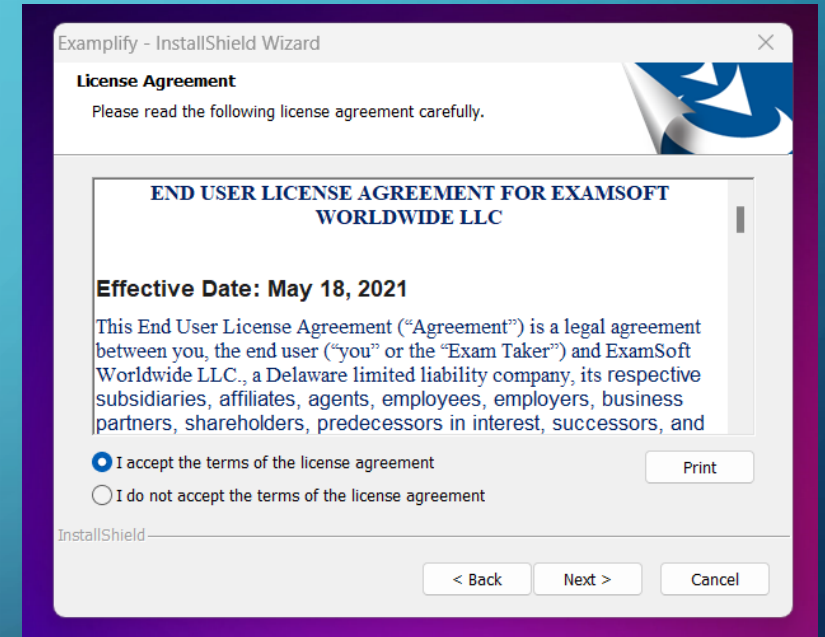 Examplify - InstallShield Wizard
License Agreement
Please read the following license agreement carefully.
END USER LICENSE AGREEMENT FOR EXAMSOFT
WORLDWIDE LLC
Effective Date: May 18, 2021
This End User License Agreement (“Agreement”) is a legal agreement
between you, the end user (“you” or the “Exam Taker”) and ExamSoft
Worldwide LLC., a Delaware limited liability company, its respective
subsidiaries, affiliates, agents, employees, employers, business
partners, shareholders, predecessors in interest, successors, and
I accept the terms of the license agreement
Print
I do not accept the terms of the license agreement
InstallShield
< Back
Next >
Cancel